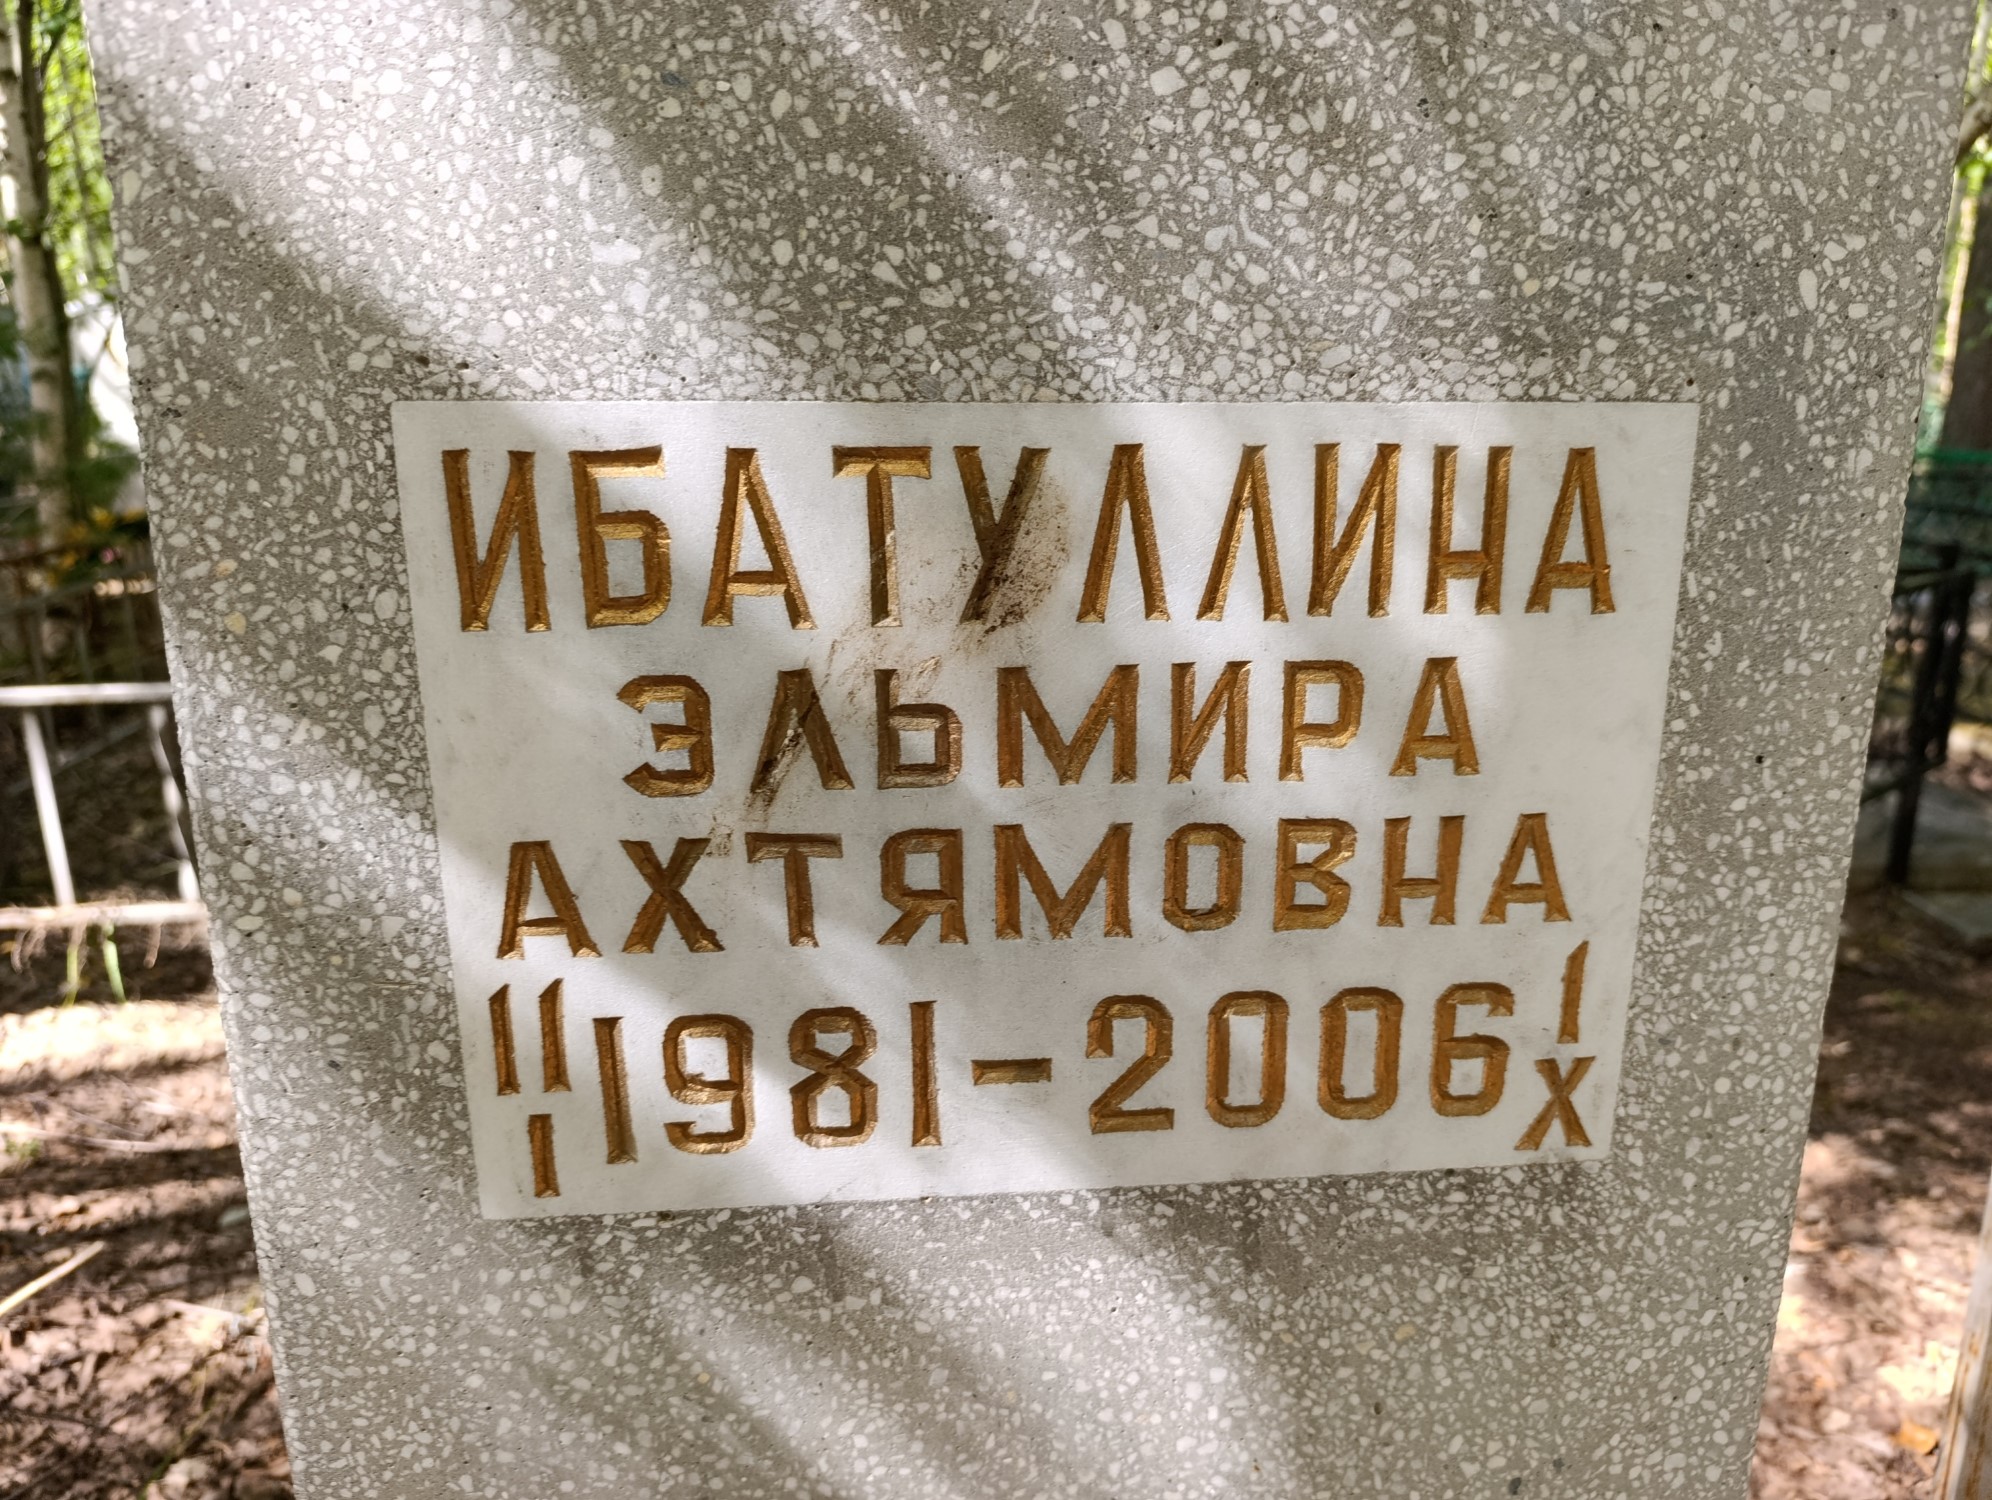 ИБАТУЛЛИНА
ЭЛЬМИРА
АХТЯМОВНА
11/I 1981-2006 1/X